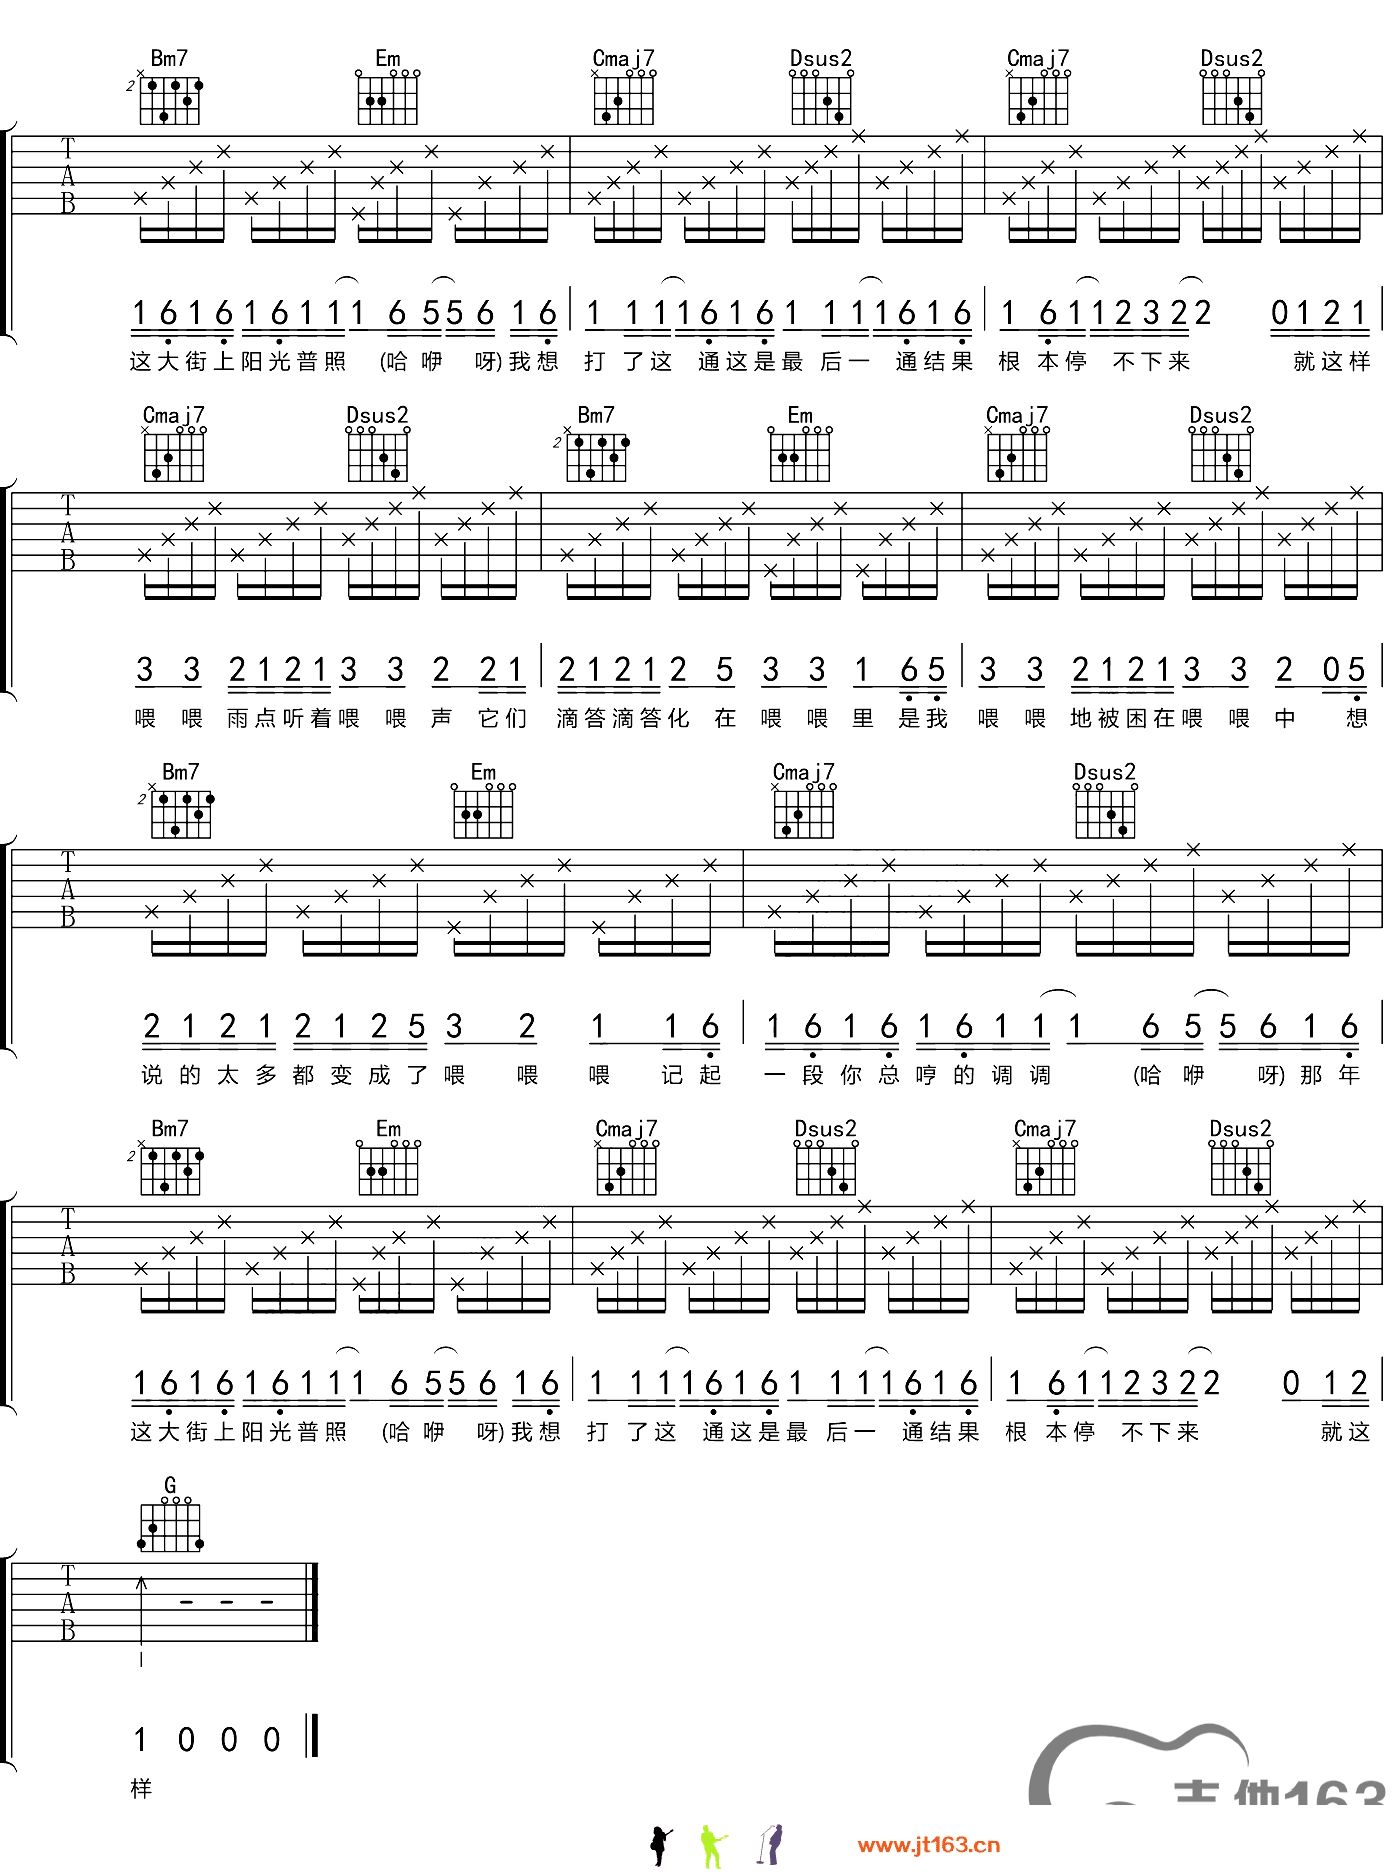 Bm7 Em Cmaj7 Dsus2 Cmaj7 Dsus2
2
T
A
B
1 6 1 6 1 6 1 1 1 6 5 5 6 1 6 1 1 1 1 6 1 6 1 1 1 1 6 1 6 1 6 1 1 2 3 2 2 0 1 2 1
这大街上阳光普照 (哈咿 呀)我想 打 了这 通这是最 后一 通结果 根 本停 不下来 就这样
Cmaj7 Dsus2 Bm7 Em Cmaj7 Dsus2
2
T
A
B
3 3 2 1 2 1 3 3 2 2 1 2 1 2 1 2 5 3 3 1 6 5 3 3 2 1 2 1 3 3 2 0 5
喂 喂 雨点听着喂 喂 声 它们 滴答滴答化 在 喂 喂 里 是我 喂 喂 地被困在喂 喂 中 想
Bm7 Em Cmaj7 Dsus2
2
T
A
B
2 1 2 1 2 1 2 5 3 2 1 1 6 1 6 1 6 1 6 1 1 1 6 5 5 6 1 6
说 的 太 多 都 变 成 了 喂 喂 喂 记 起 一 段 你 总 哼 的 调 调 (哈 咿 呀)那 年
Bm7 Em Cmaj7 Dsus2 Cmaj7 Dsus2
2
T
A
B
1 6 1 6 1 6 1 1 1 6 5 5 6 1 6 1 1 1 1 6 1 6 1 1 1 1 6 1 6 1 6 1 1 2 3 2 2 0 1 2
这大街上阳光普照 (哈咿 呀)我想 打 了这 通这是最 后一 通结果 根 本停 不下来 就这
G
T
A
B
1 0 0 0
样
吉他163
www.jt163.cn